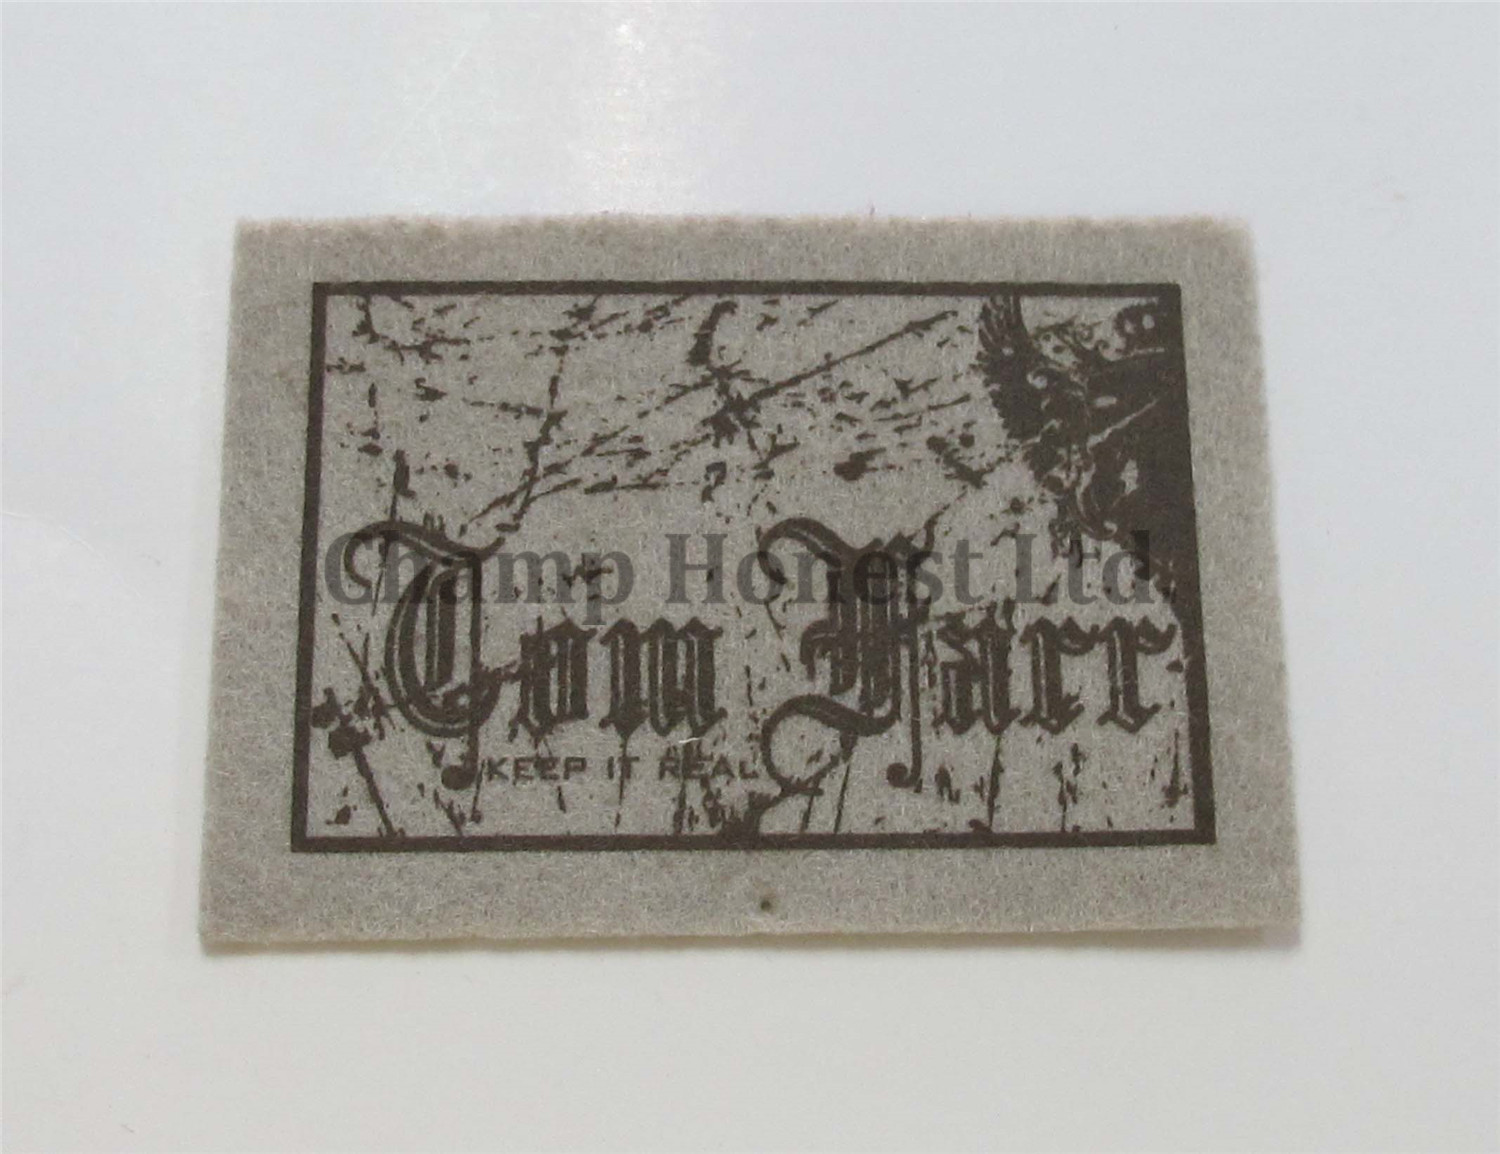 Champ Honest Ltd
Tom Farr
KEEP IT REAL